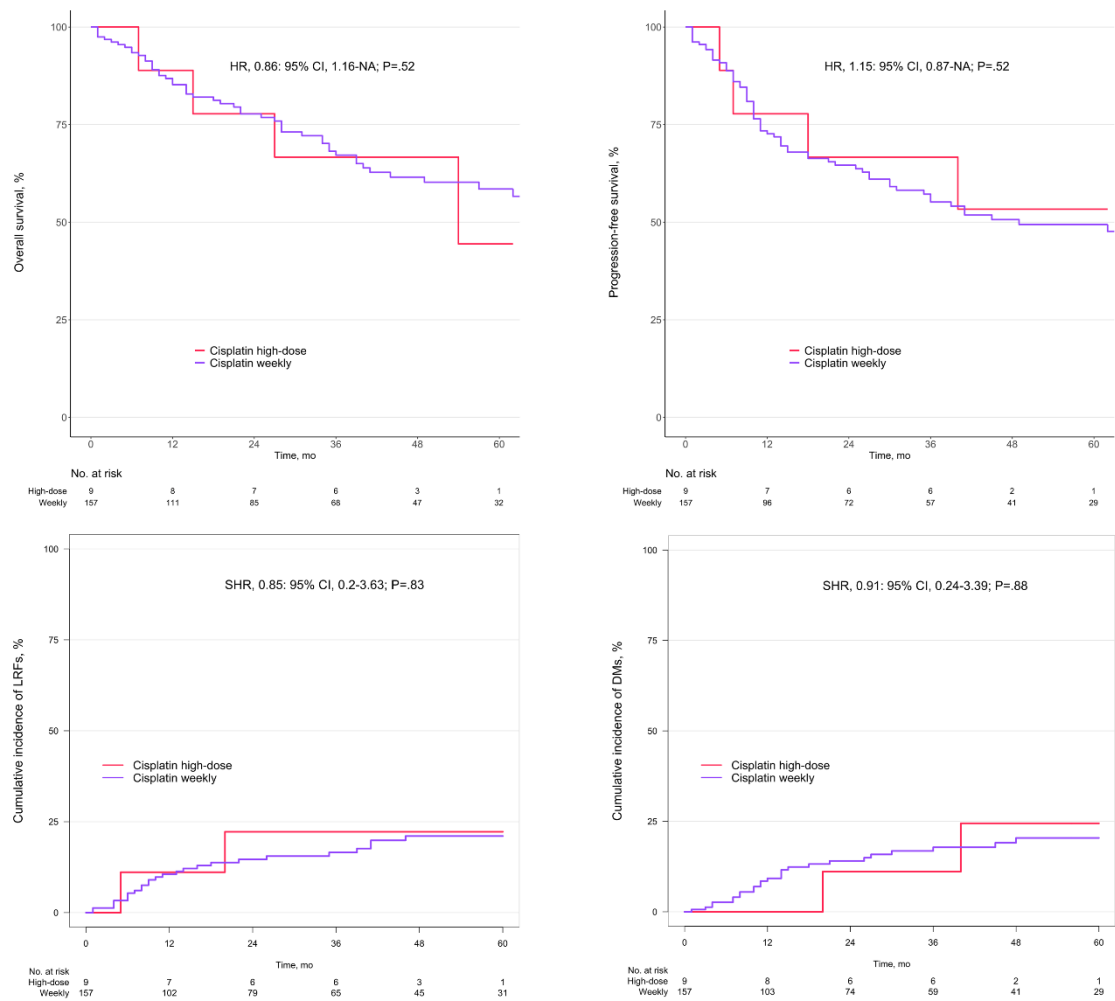 100
75
50
25
0
Overall survival, %
HR, 0.86: 95% CI, 1.16-NA; P=.52
Cisplatin high-dose
Cisplatin weekly
0 12 24 36 48 60
Time, mo
No. at risk
High-dose 9 8 7 6 3 1
Weekly 157 111 85 68 47 32
100
75
50
25
0
Progression-free survival, %
HR, 1.15: 95% CI, 0.87-NA; P=.52
Cisplatin high-dose
Cisplatin weekly
0 12 24 36 48 60
Time, mo
No. at risk
High-dose 9 7 6 6 2 1
Weekly 157 96 72 57 41 29
100
75
50
25
0
Cumulative incidence of LRFs, %
SHR, 0.85: 95% CI, 0.2-3.63; P=.83
Cisplatin high-dose
Cisplatin weekly
0 12 24 36 48 60
Time, mo
No. at risk
High-dose 9 7 6 6 3 1
Weekly 157 102 79 65 45 31
100
75
50
25
0
Cumulative incidence of DMs, %
SHR, 0.91: 95% CI, 0.24-3.39; P=.88
Cisplatin high-dose
Cisplatin weekly
0 12 24 36 48 60
Time, mo
No. at risk
High-dose 9 8 6 6 2 1
Weekly 157 103 74 59 41 29